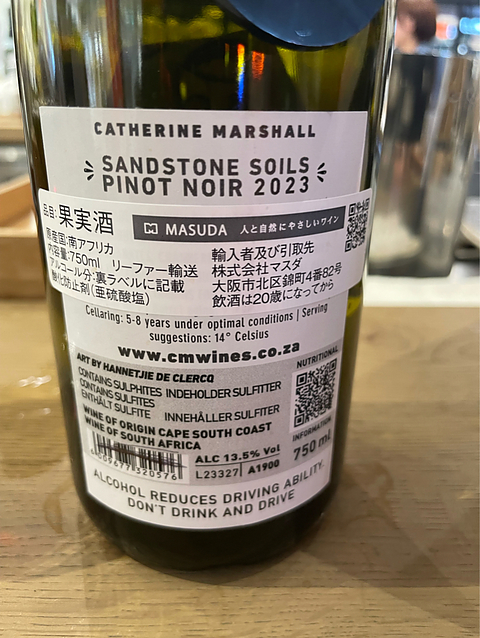 CATHERINE MARSHALL
SANDSTONE SOILS
PINOT NOIR 2023
品目:果実酒
MASUDA 人と自然にやさしいワイン
原産国:南アフリカ
内容量:750ml リーファー輸送
アルコール分:裏ラベルに記載
酸化防止剤(亜硫酸塩)
輸入者及び引取先
株式会社マスダ
大阪市北区錦町4番82号
飲酒は20歳になってから
Cellaring: 5-8 years under optimal conditions | Serving
suggestions: 14° Celsius
www.cmwines.co.za
ART BY HANNETJIE DE CLERCQ
CONTAINS SULPHITES INDEHOLDER SULFITTER
CONTAINS SULFITES
ENTHÄLT SULFITE INNEHÅLLER SULFITER
WINE OF ORIGIN CAPE SOUTH COAST
WINE OF SOUTH AFRICA
NUTRITIONAL
INFORMATION
ALC 13.5% Vol
750 ml
L23327 A1900
ALCOHOL REDUCES DRIVING ABILITY,
DON'T DRINK AND DRIVE